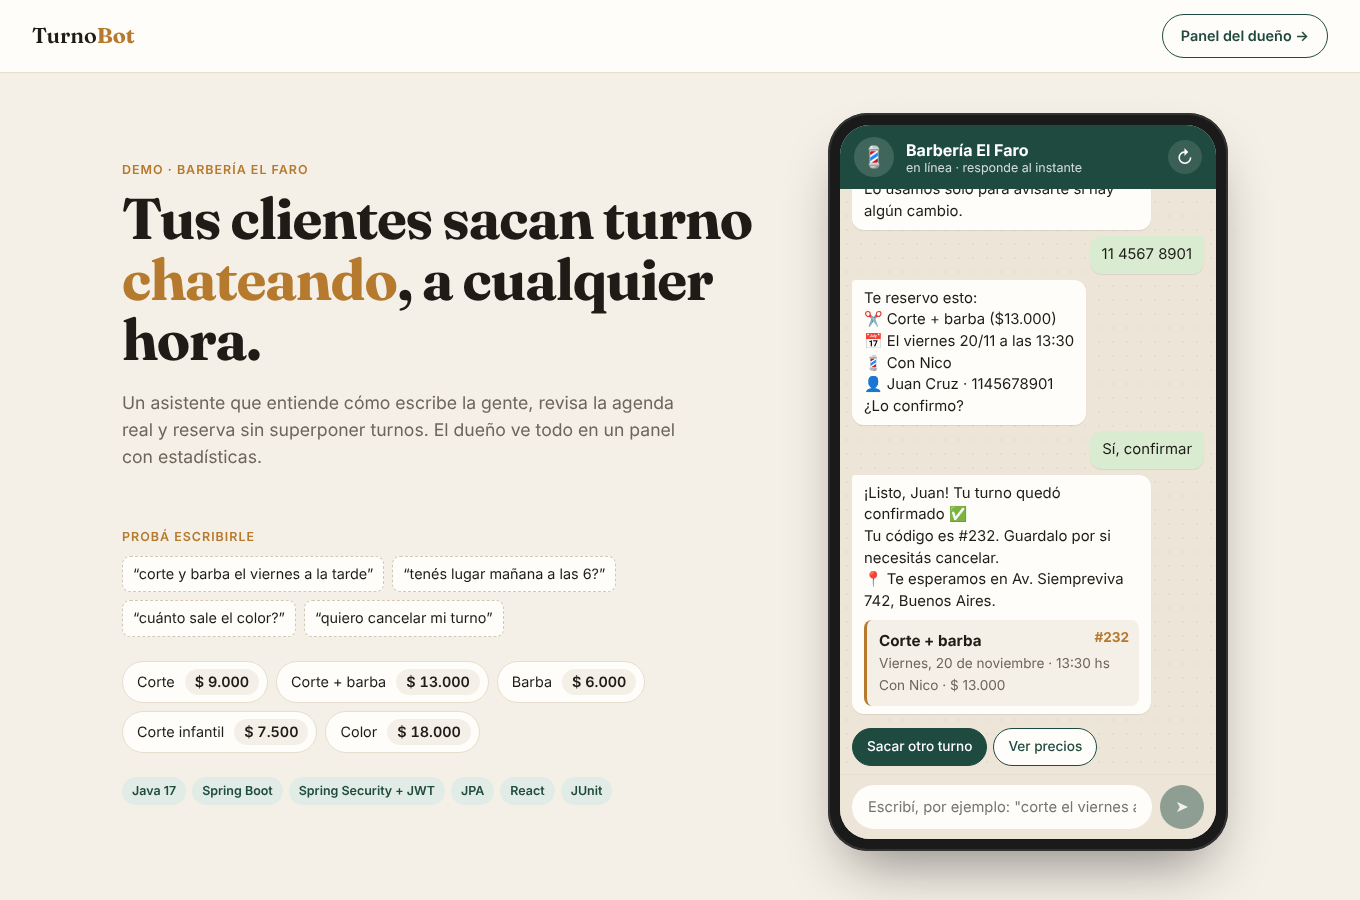 TurnoBot
Panel del dueño →
DEMO · BARBERÍA EL FARO
Tus clientes sacan turno
chateando, a cualquier
hora.
Un asistente que entiende cómo escribe la gente, revisa la agenda
real y reserva sin superponer turnos. El dueño ve todo en un panel
con estadísticas.
PROBÁ ESCRIBIRLE
“corte y barba el viernes a la tarde”
“tenés lugar mañana a las 6?”
“cuánto sale el color?”
“quiero cancelar mi turno”
Corte $ 9.000
Corte + barba $ 13.000
Barba $ 6.000
Corte infantil $ 7.500
Color $ 18.000
Java 17
Spring Boot
Spring Security + JWT
JPA
React
JUnit
Barbería El Faro
en línea · responde al instante
Lo usamos solo para avisarte si hay
algún cambio.
11 4567 8901
Te reservo esto:
✂️ Corte + barba ($13.000)
📅 El viernes 20/11 a las 13:30
💈 Con Nico
👤 Juan Cruz · 1145678901
¿Lo confirmo?
Sí, confirmar
¡Listo, Juan! Tu turno quedó
confirmado ✅
Tu código es #232. Guardalo por si
necesitás cancelar.
📍 Te esperamos en Av. Siempreviva
742, Buenos Aires.
Corte + barba #232
Viernes, 20 de noviembre · 13:30 hs
Con Nico · $ 13.000
Sacar otro turno
Ver precios
Escribí, por ejemplo: "corte el viernes